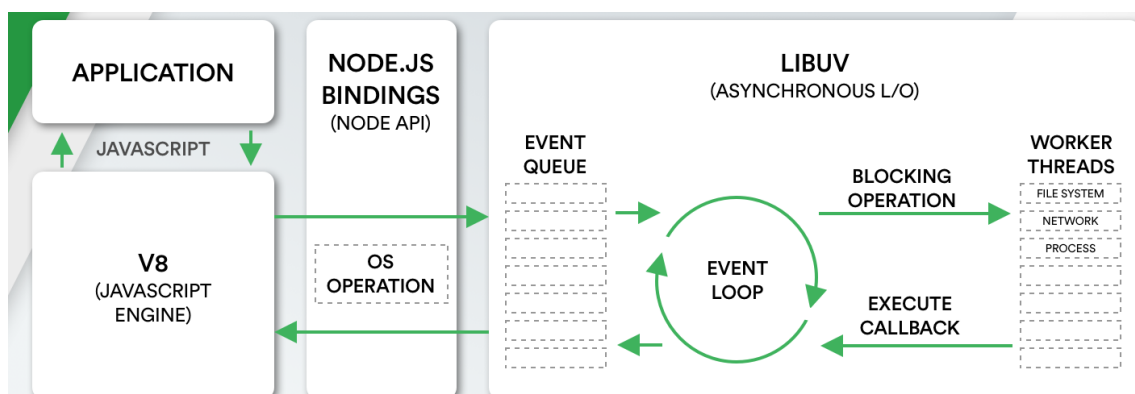 APPLICATION
JAVASCRIPT
V8
(JAVASCRIPT
ENGINE)
NODE.JS
BINDINGS
(NODE API)
OS
OPERATION
LIBUV
(ASYNCHRONOUS L/O)
EVENT
QUEUE
EVENT
LOOP
BLOCKING
OPERATION
EXECUTE
CALLBACK
WORKER
THREADS
FILE SYSTEM
NETWORK
PROCESS